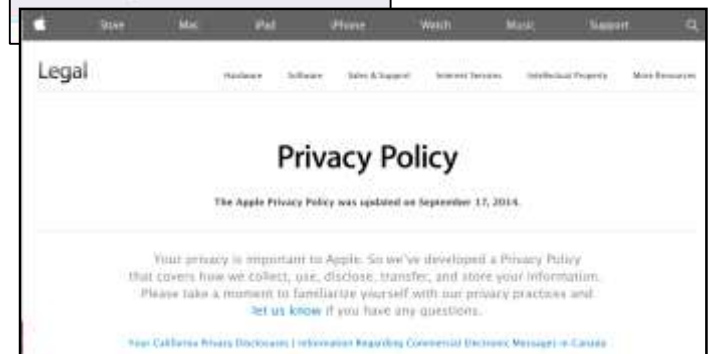 Store Mac iPad iPhone Watch Music Support
Legal Hardware Software Sales & Support Internet Services Intellectual Property More Resources
Privacy Policy
The Apple Privacy Policy was updated on September 17, 2014.
Your privacy is important to Apple. So we've developed a Privacy Policy
that covers how we collect, use, disclose, transfer, and store your information.
Please take a moment to familiarize yourself with our privacy practices and
let us know if you have any questions.
Your California Privacy Disclosures | Information Regarding Commercial Electronic Messages in Canada